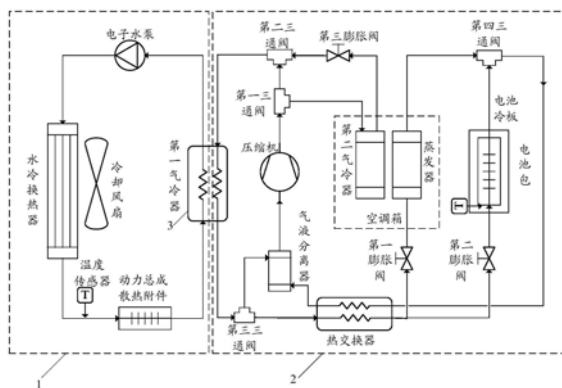 电子水泵
第二三
通阀
第三膨胀阀
第四三
通阀
第一三
通阀
水冷换热器
冷却风扇
第一气冷器
3
压缩机
第二气冷器
蒸发器
空调箱
电池
冷板
电池包
T
气液分离器
第一
膨胀
阀
第二
膨胀
阀
温度
传感器
T
动力总成
散热附件
第三三
通阀
热交换器
1
2